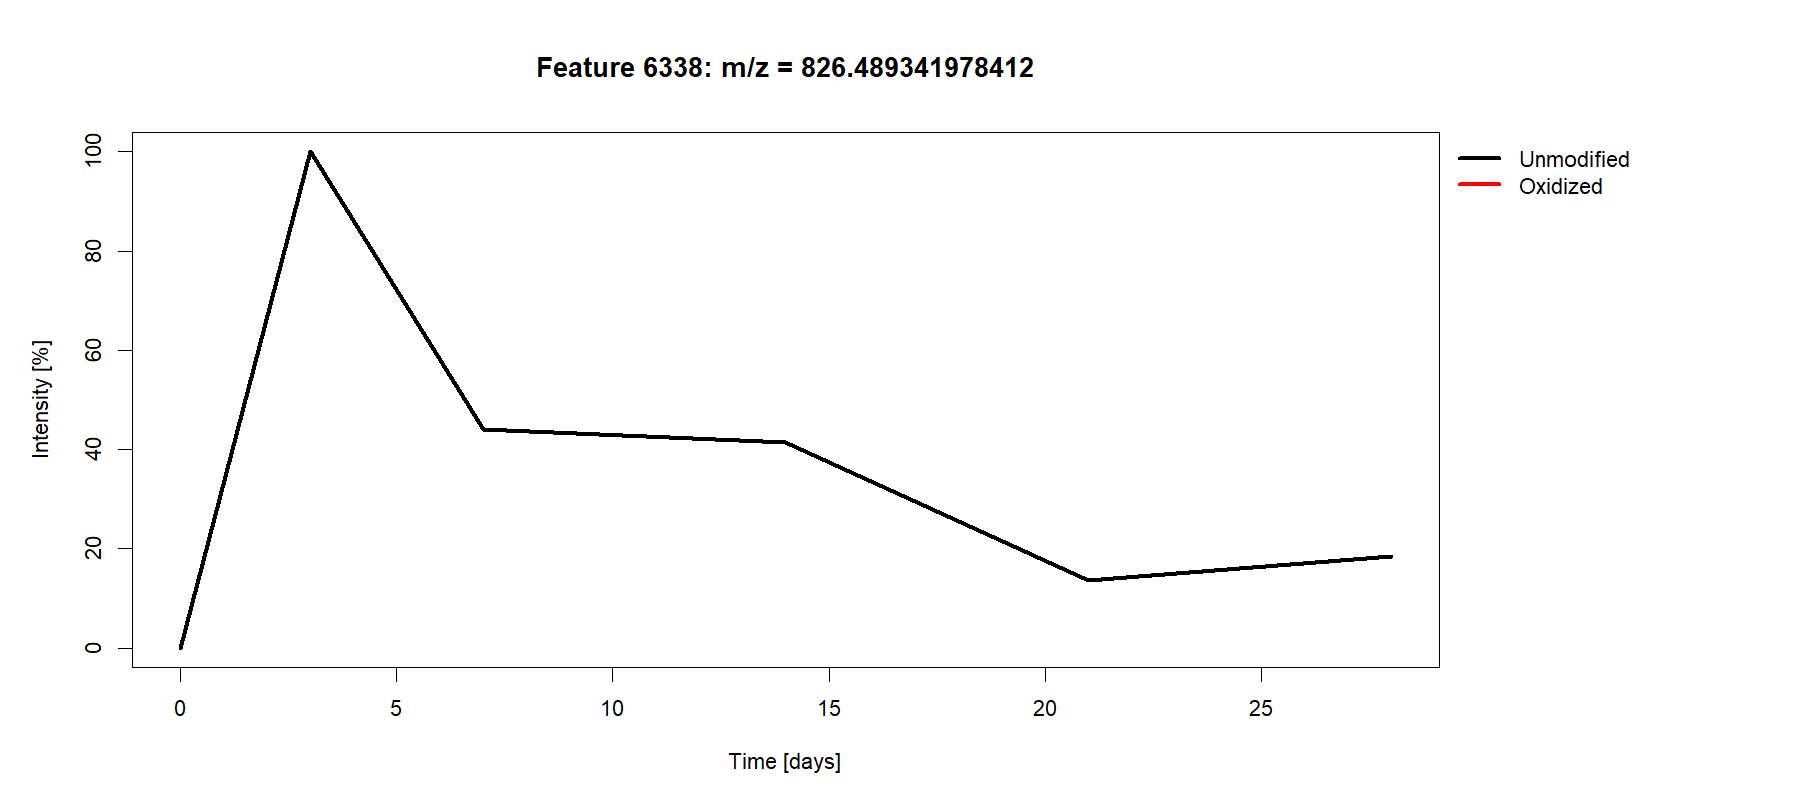 Feature 6338: m/z = 826.489341978412
Unmodified
Oxidized
100
80
60
40
20
0
Intensity [%]
0 5 10 15 20 25
Time [days]